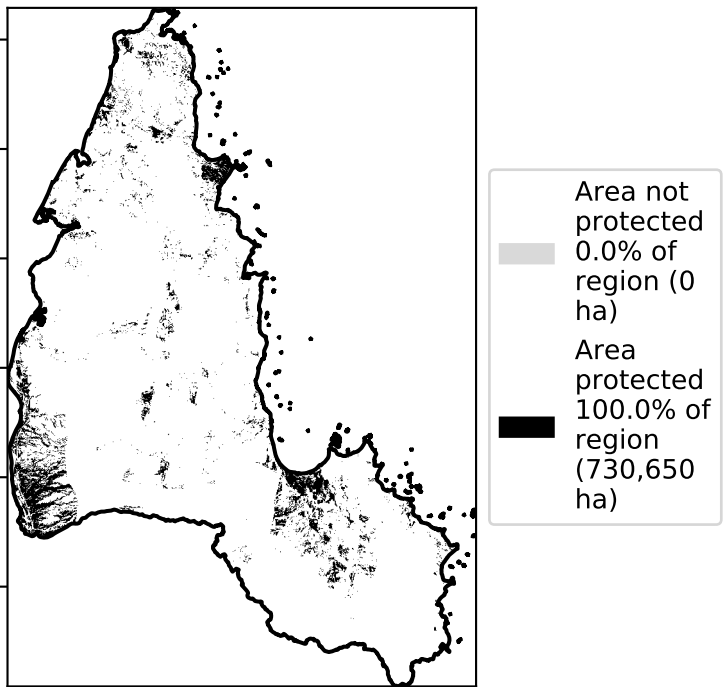 Area not
protected
0.0% of
region (0
ha)
Area
protected
100.0% of
region
(730,650
ha)